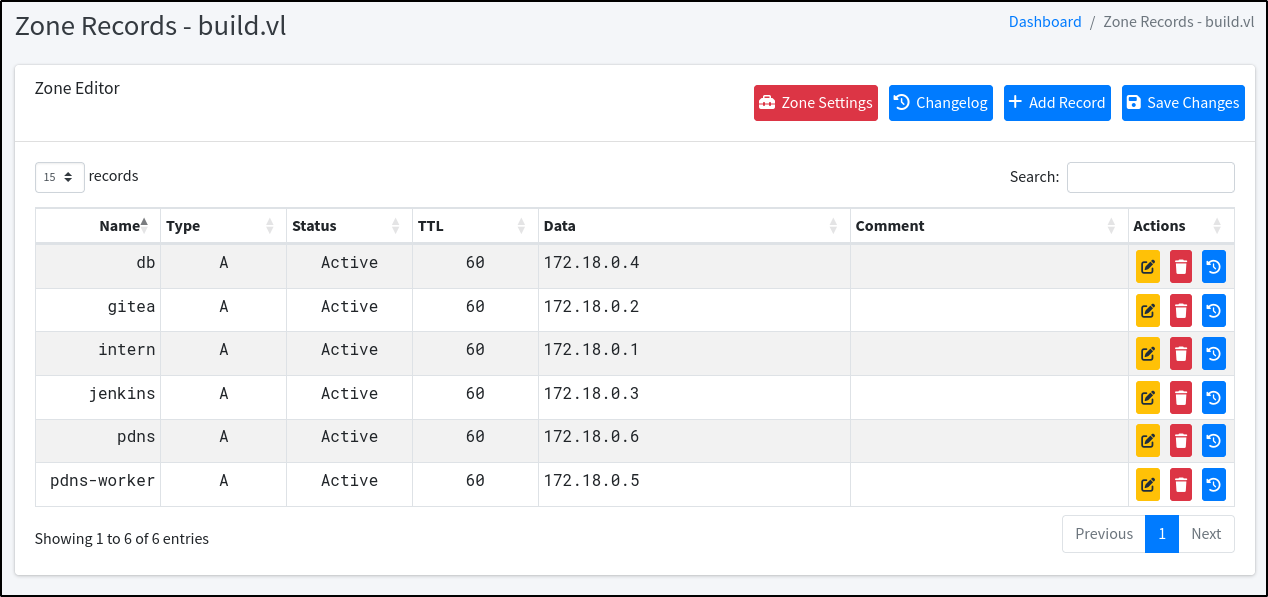 Zone Records - build.vl
Dashboard / Zone Records - build.vl
Zone Editor
Zone Settings Changelog Add Record Save Changes
15 records
Search:
Name Type Status TTL Data Comment Actions
db A Active 60 172.18.0.4
gitea A Active 60 172.18.0.2
intern A Active 60 172.18.0.1
jenkins A Active 60 172.18.0.3
pdns A Active 60 172.18.0.6
pdns-worker A Active 60 172.18.0.5
Showing 1 to 6 of 6 entries
Previous 1 Next